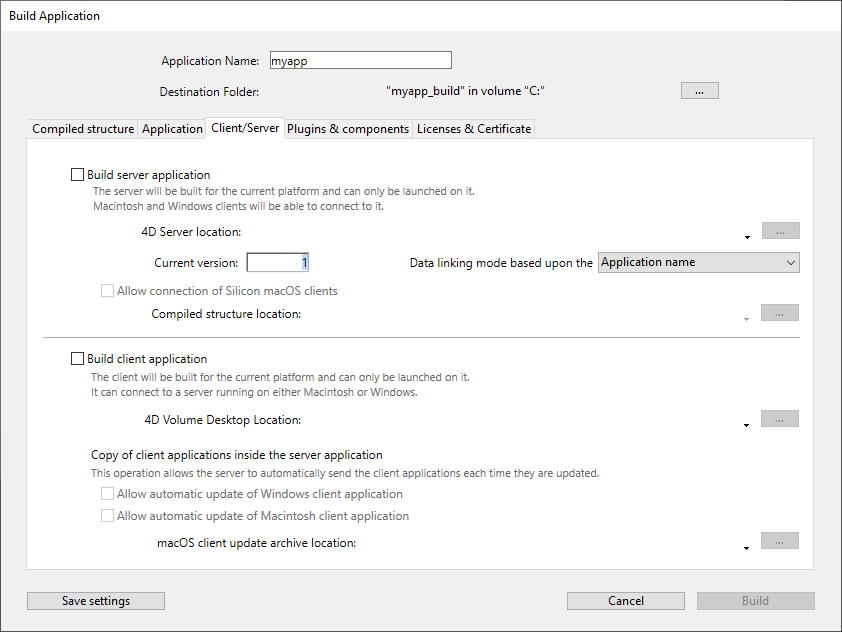 Build Application
Application Name: myapp
Destination Folder: "myapp_build" in volume "C:" ...
Compiled structure Application Client/Server Plugins & components Licenses & Certificate
Build server application
The server will be built for the current platform and can only be launched on it.
Macintosh and Windows clients will be able to connect to it.
4D Server location: ...
Current version: 1 Data linking mode based upon the Application name
Allow connection of Silicon macOS clients
Compiled structure location: ...
Build client application
The client will be built for the current platform and can only be launched on it.
It can connect to a server running on either Macintosh or Windows.
4D Volume Desktop Location: ...
Copy of client applications inside the server application
This operation allows the server to automatically send the client applications each time they are updated.
Allow automatic update of Windows client application
Allow automatic update of Macintosh client application
macOS client update archive location: ...
Save settings Cancel Build